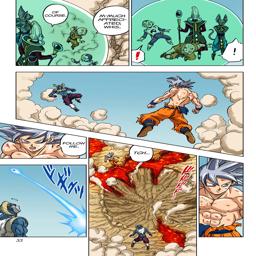 OF
COURSE.
M-MUCH
APPRECI-
ATED,
WHIS.
!
!
FOLLOW
ME.
TCH...
33